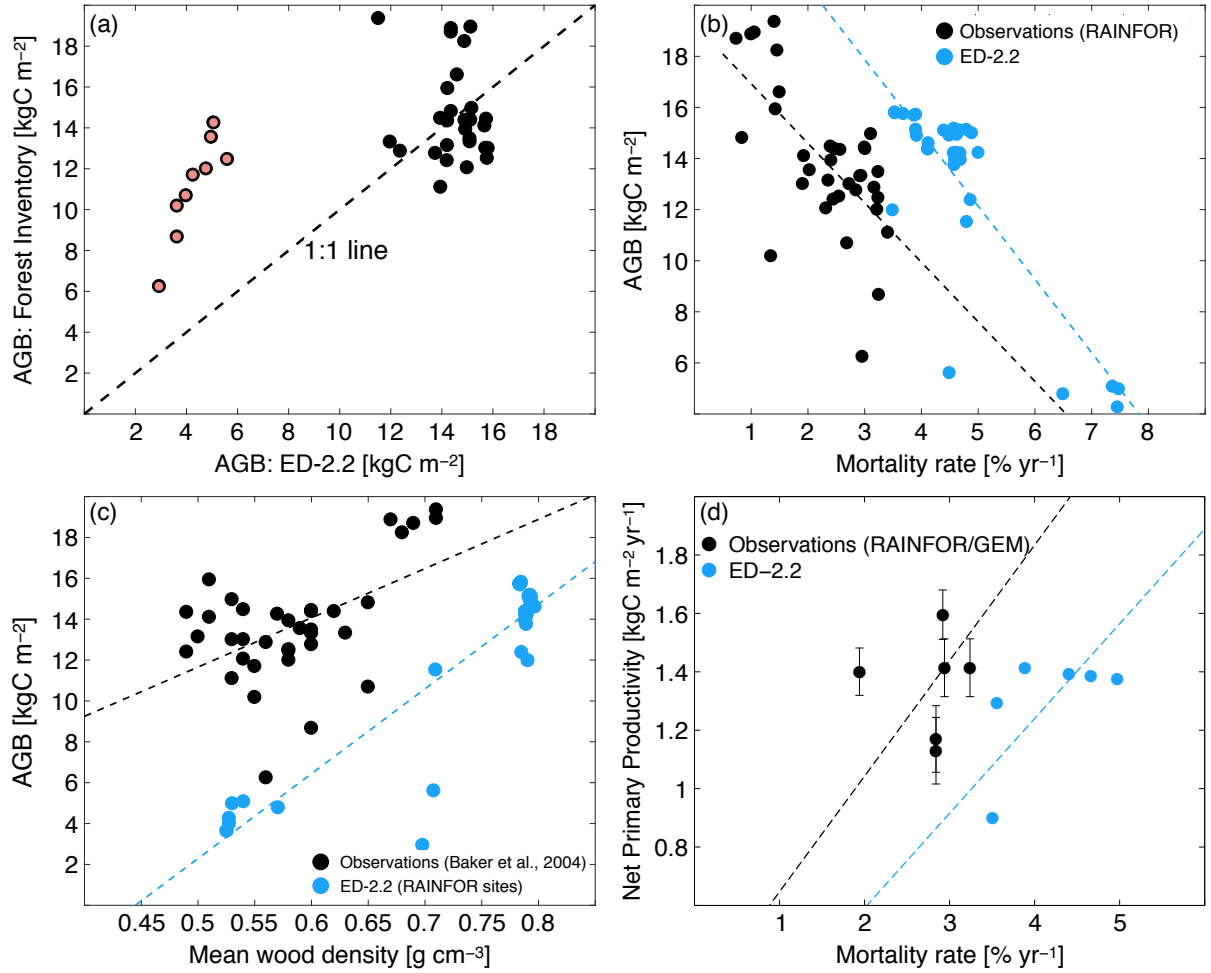 (a)
AGB: Forest Inventory [kgC m⁻²]
18
16
14
12
10
8
6
4
2
1:1 line
2 4 6 8 10 12 14 16 18
AGB: ED-2.2 [kgC m⁻²]
(b)
Observations (RAINFOR)
ED-2.2
AGB [kgC m⁻²]
18
16
14
12
10
8
6
1 2 3 4 5 6 7 8
Mortality rate [% yr⁻¹]
(c)
AGB [kgC m⁻²]
18
16
14
12
10
8
6
4
2
Observations (Baker et al., 2004)
ED-2.2 (RAINFOR sites)
0.45 0.5 0.55 0.6 0.65 0.7 0.75 0.8
Mean wood density [g cm⁻³]
(d)
Observations (RAINFOR/GEM)
ED−2.2
Net Primary Productivity [kgC m⁻² yr⁻¹]
1.8
1.6
1.4
1.2
1
0.8
1 2 3 4 5
Mortality rate [% yr⁻¹]